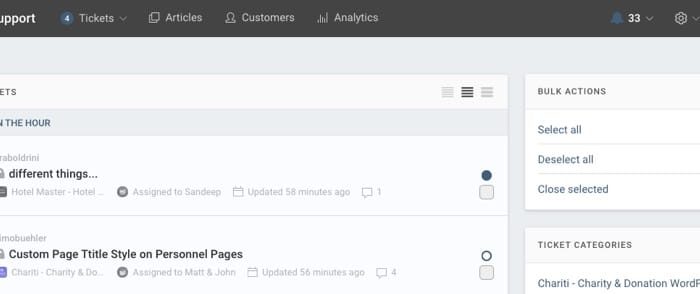 upport 4 Tickets Articles Customers Analytics 33
ETS
N THE HOUR
raboldrini
different things...
Hotel Master - Hotel ... Assigned to Sandeep Updated 58 minutes ago 1
imobuehler
Custom Page Ttitle Style on Personnel Pages
Chariti - Charity & Do... Assigned to Matt & John Updated 56 minutes ago 4
BULK ACTIONS
Select all
Deselect all
Close selected
TICKET CATEGORIES
Chariti - Charity & Donation WordP